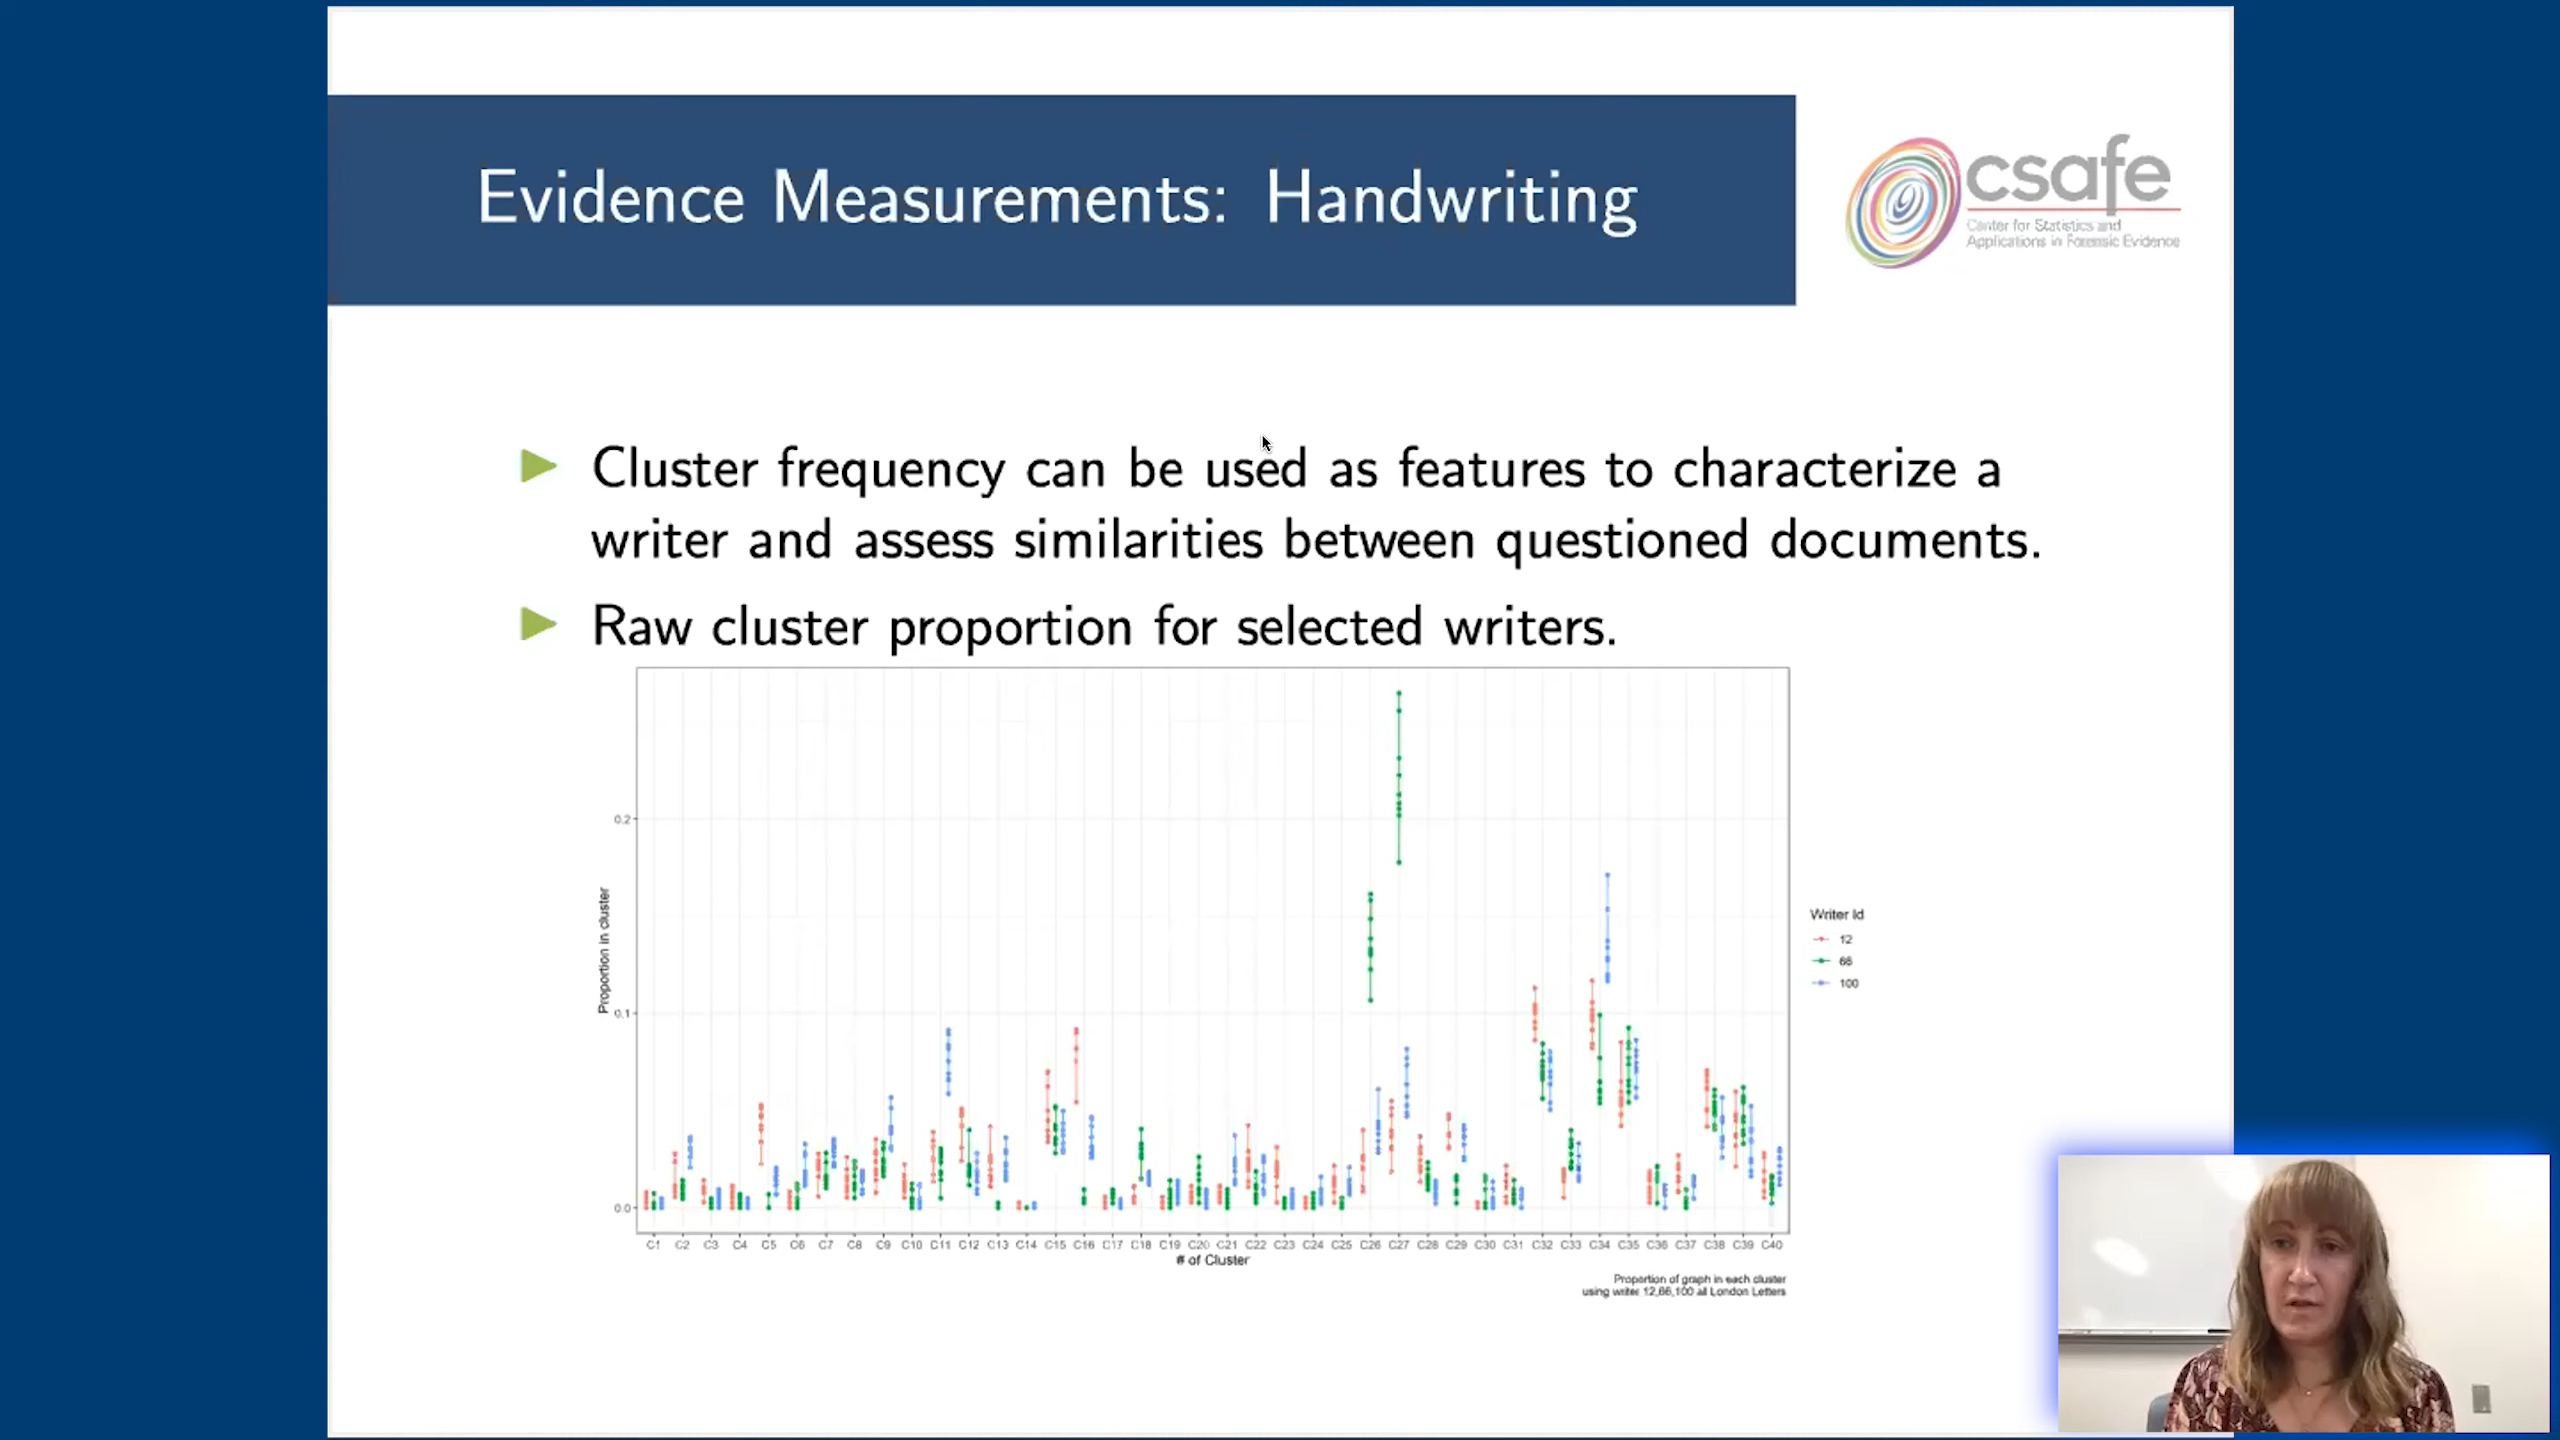 Evidence Measurements: Handwriting
csafe
Center for Statistics and
Applications in Forensic Evidence
Cluster frequency can be used as features to characterize a
writer and assess similarities between questioned documents.
Raw cluster proportion for selected writers.
Proportion in cluster
0.2
0.1
0.0
C1 C2 C3 C4 C5 C6 C7 C8 C9 C10 C11 C12 C13 C14 C15 C16 C17 C18 C19 C20 C21 C22 C23 C24 C25 C26 C27 C28 C29 C30 C31 C32 C33 C34 C35 C36 C37 C38 C39 C40
# of Cluster
Writer Id
12
66
100
Proportion of graph in each cluster
using writer 12,66,100 all London Letters